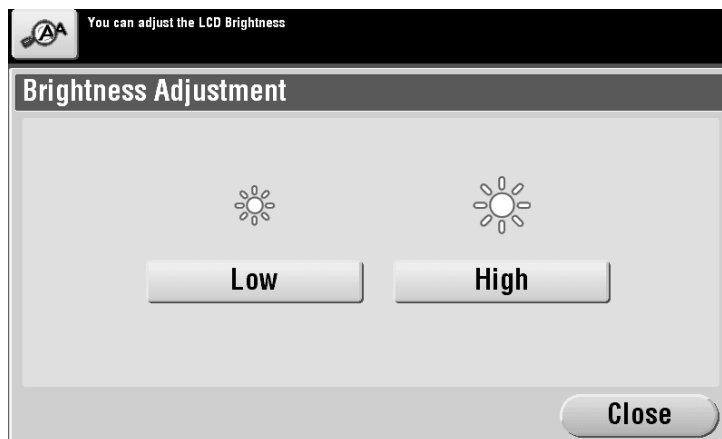 You can adjust the LCD Brightness
Brightness Adjustment
Low
High
Close